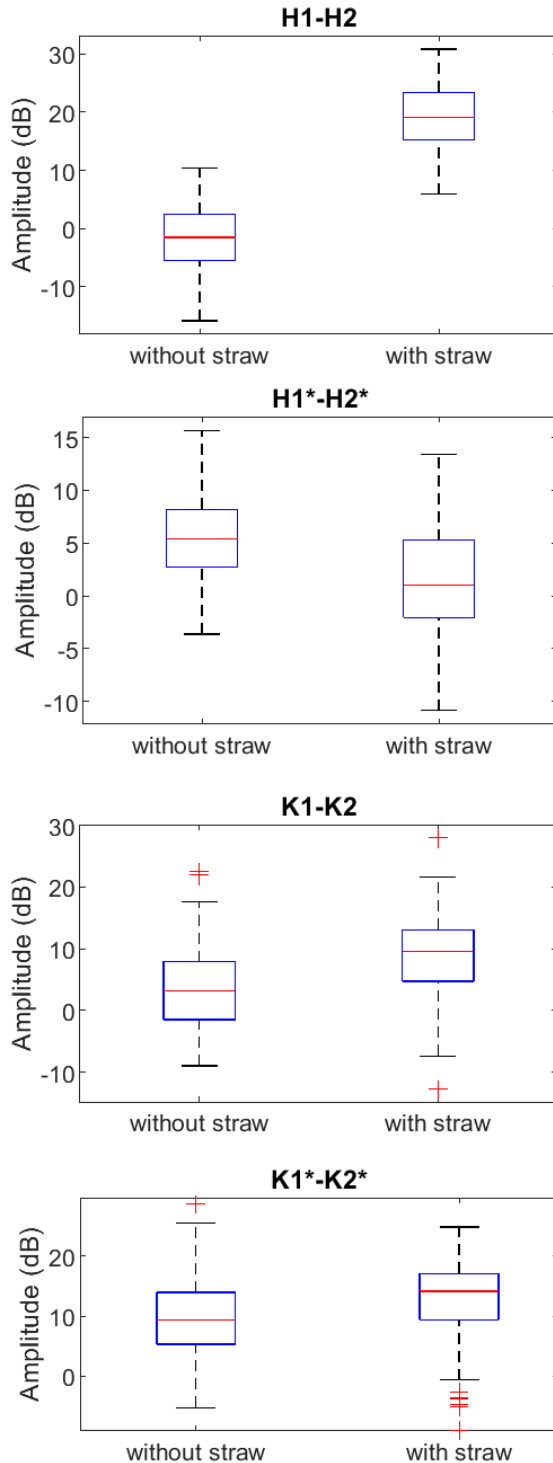 H1-H2
Amplitude (dB)
30
20
10
0
-10
without straw with straw
H1*-H2*
Amplitude (dB)
15
10
5
0
-5
-10
without straw with straw
K1-K2
Amplitude (dB)
30
20
10
0
-10
without straw with straw
K1*-K2*
Amplitude (dB)
20
10
0
without straw with straw